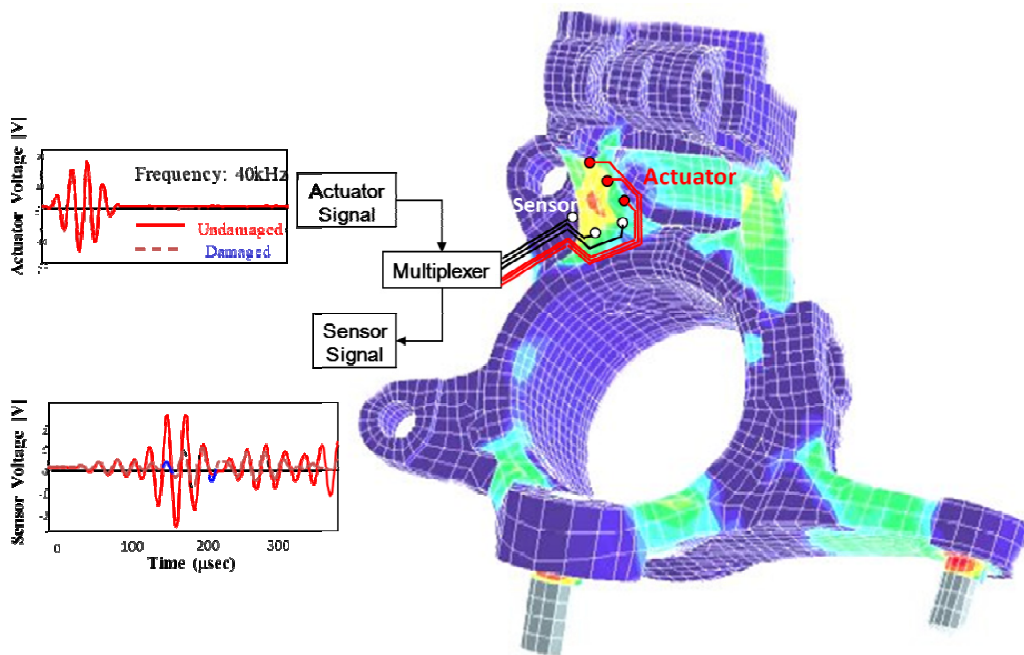 Actuator Voltage [V]
Frequency: 40kHz
Undamaged
Damaged
Actuator
Signal
Multiplexer
Sensor
Signal
Sensor
Actuator
Sensor Voltage [V]
0 100 200 300
Time (μsec)